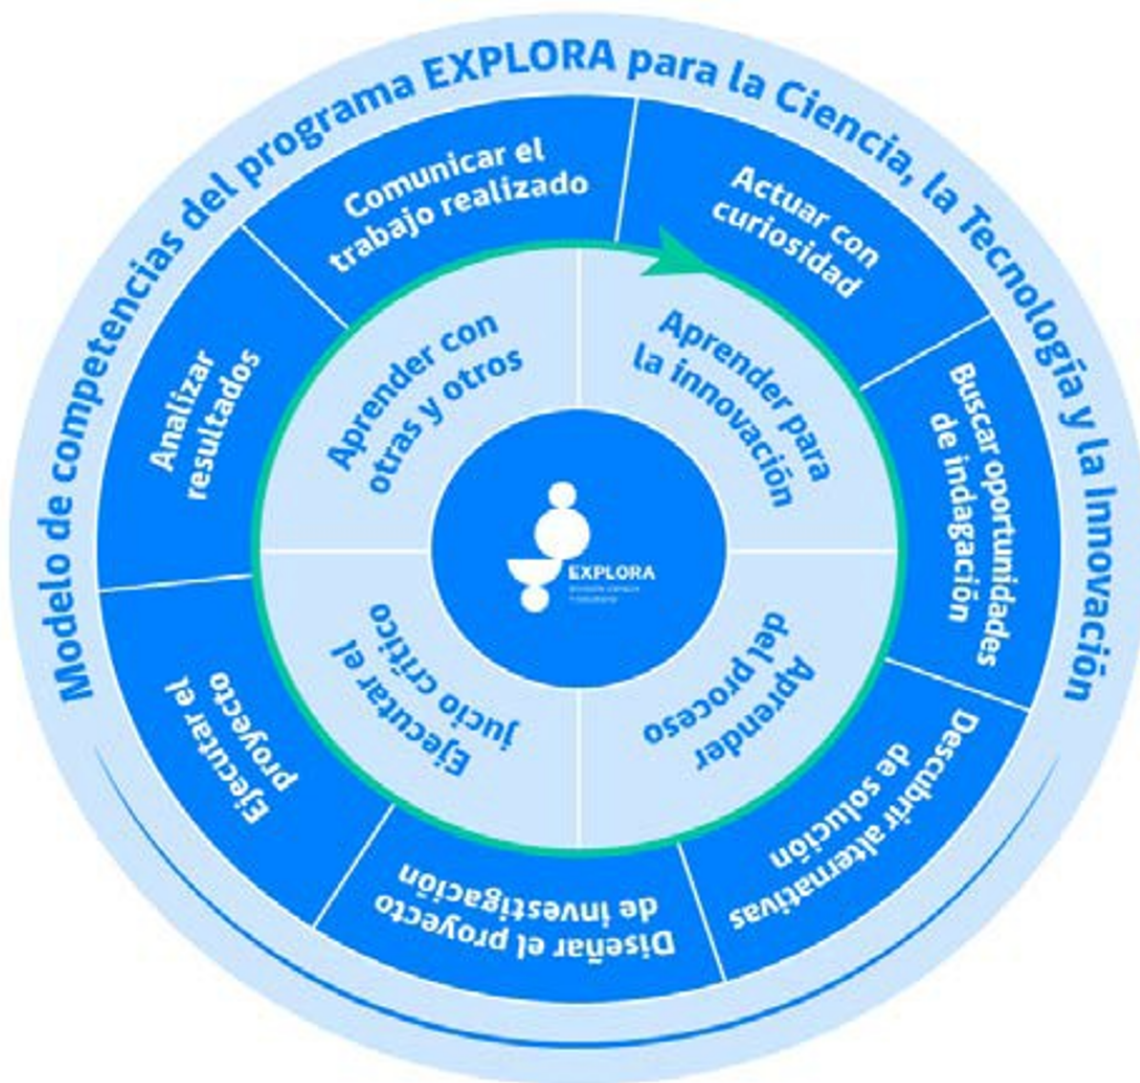 Modelo de competencias del programa EXPLORA para la Ciencia, la Tecnología y la Innovación
Actuar con
curiosidad
Buscar oportunidades
de indagación
Descubrir alternativas
de solución
Diseñar el proyecto
de investigación
Ejecutar el
proyecto
Analizar
resultados
Comunicar el
trabajo realizado
Aprender para
la innovación
Aprender
del proceso
Ejecutar el
jucio crítico
Aprender con
otras y otros
EXPLORA